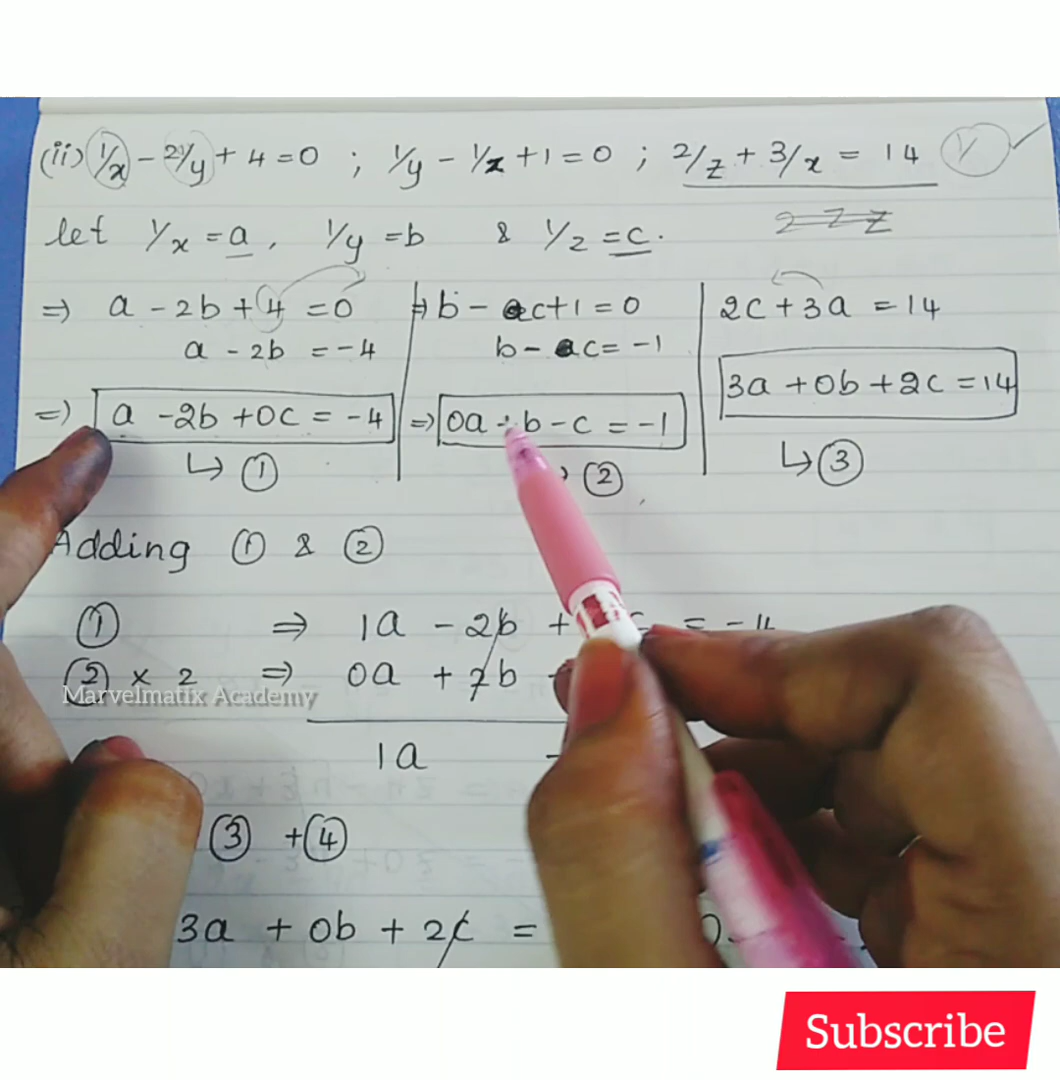 (ii) 1/x - 2/y + 4 = 0 ; 1/y - 1/z + 1 = 0 ; 2/z + 3/x = 14
let 1/x = a, 1/y = b & 1/z = c.
⇒ a - 2b + 4 = 0
a - 2b = -4
⇒ a - 2b + 0c = -4
↳ ①
⇒ b - c + 1 = 0
b - c = -1
⇒ 0a + b - c = -1
②
2c + 3a = 14
3a + 0b + 2c = 14
↳ ③
Adding ① & ②
① ⇒ 1a - 2b + = -4
② × 2 ⇒ 0a + 2b
Marvelmatix Academy
1a -
③ + ④
3a + 0b + 2c =
Subscribe